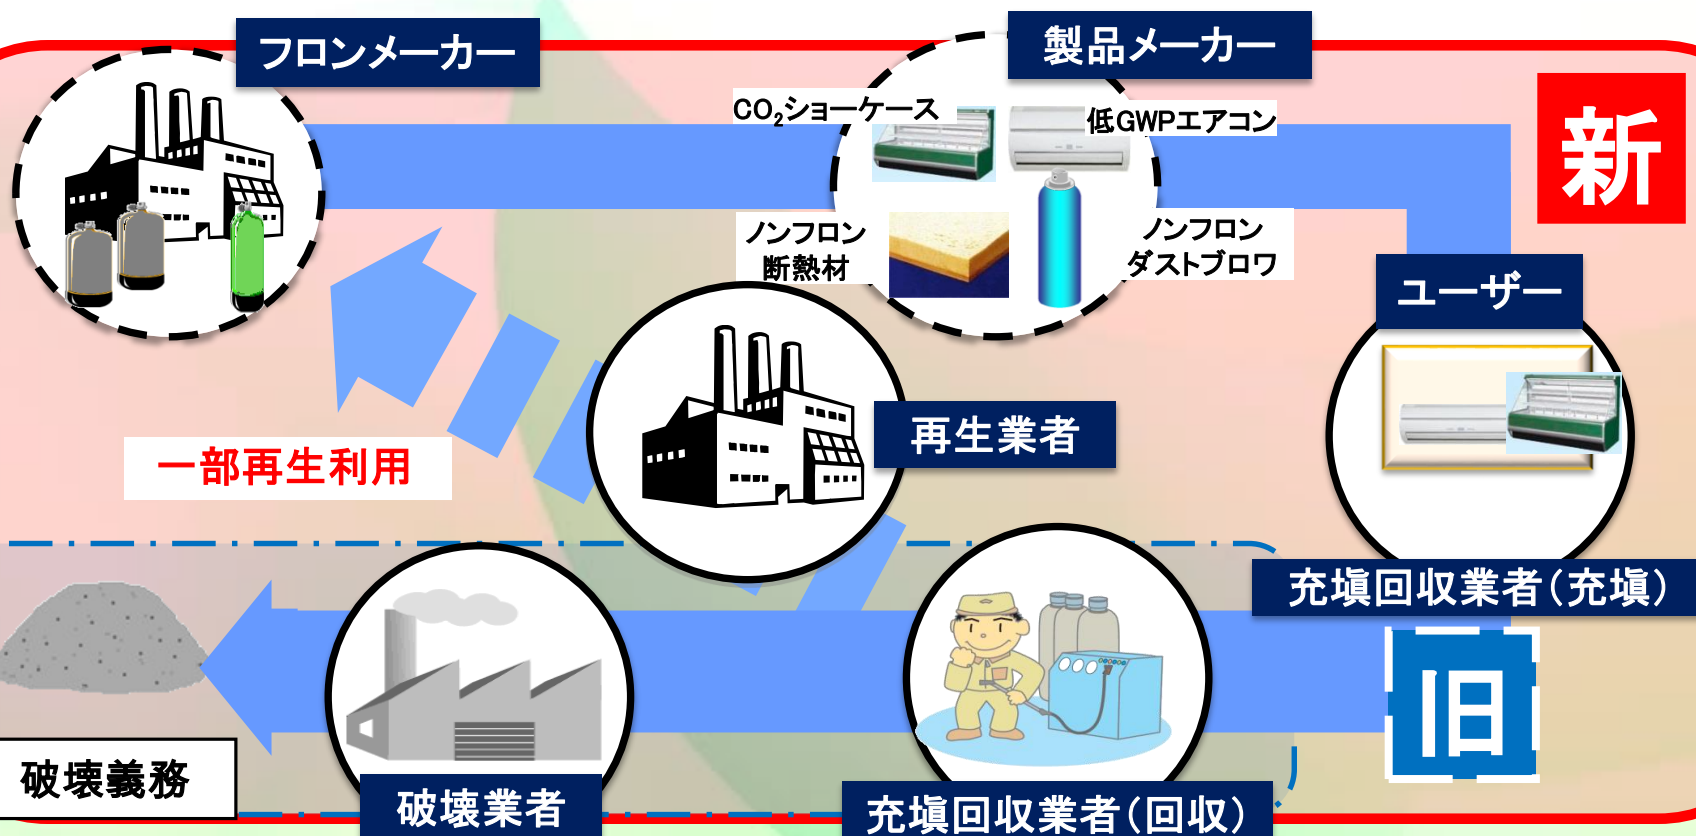 フロンメーカー
製品メーカー
新
CO₂ショーケース
低GWPエアコン
ノンフロン
断熱材
ノンフロン
ダストブロワ
ユーザー
再生業者
一部再生利用
充塡回収業者(充塡)
旧
破壊義務
破壊業者
充塡回収業者(回収)